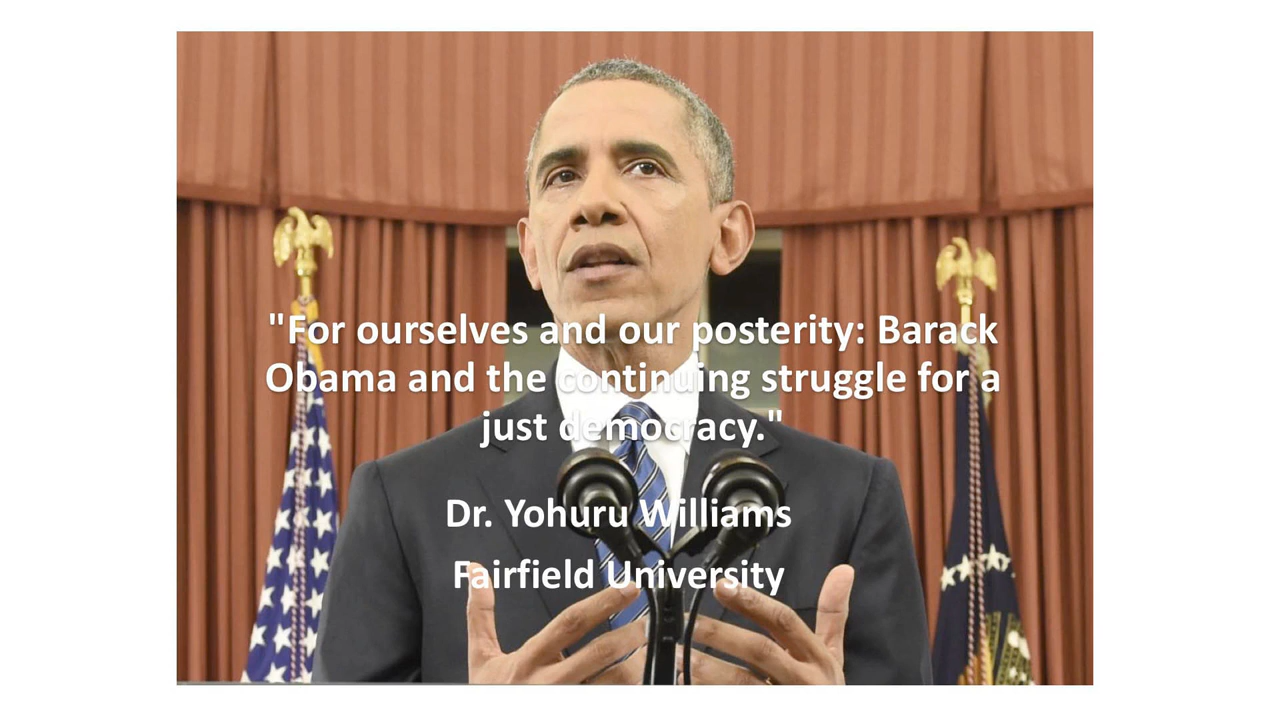 "For ourselves and our posterity: Barack
Obama and the continuing struggle for a
just democracy."
Dr. Yohuru Williams
Fairfield University